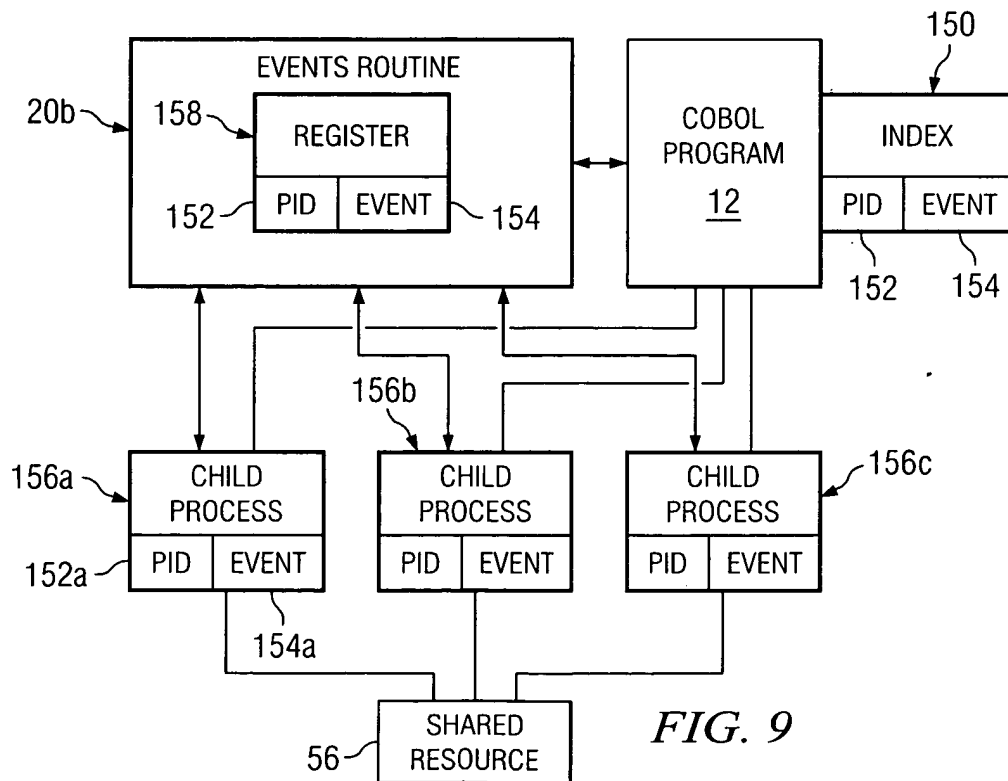 EVENTS ROUTINE
20b
158
REGISTER
152
PID
EVENT
154
COBOL
PROGRAM
12
150
INDEX
PID
EVENT
152
154
156a
CHILD
PROCESS
152a
PID
EVENT
154a
156b
CHILD
PROCESS
PID
EVENT
156c
CHILD
PROCESS
PID
EVENT
56
SHARED
RESOURCE
FIG. 9